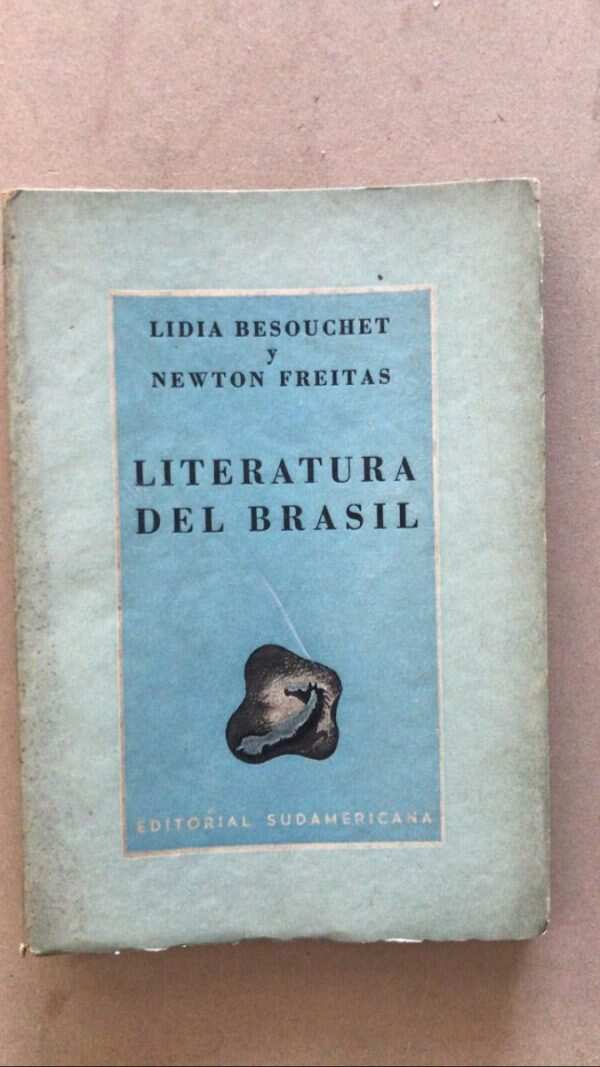 LIDIA BESOUCHET
y
NEWTON FREITAS
LITERATURA
DEL BRASIL
EDITORIAL SUDAMERICANA